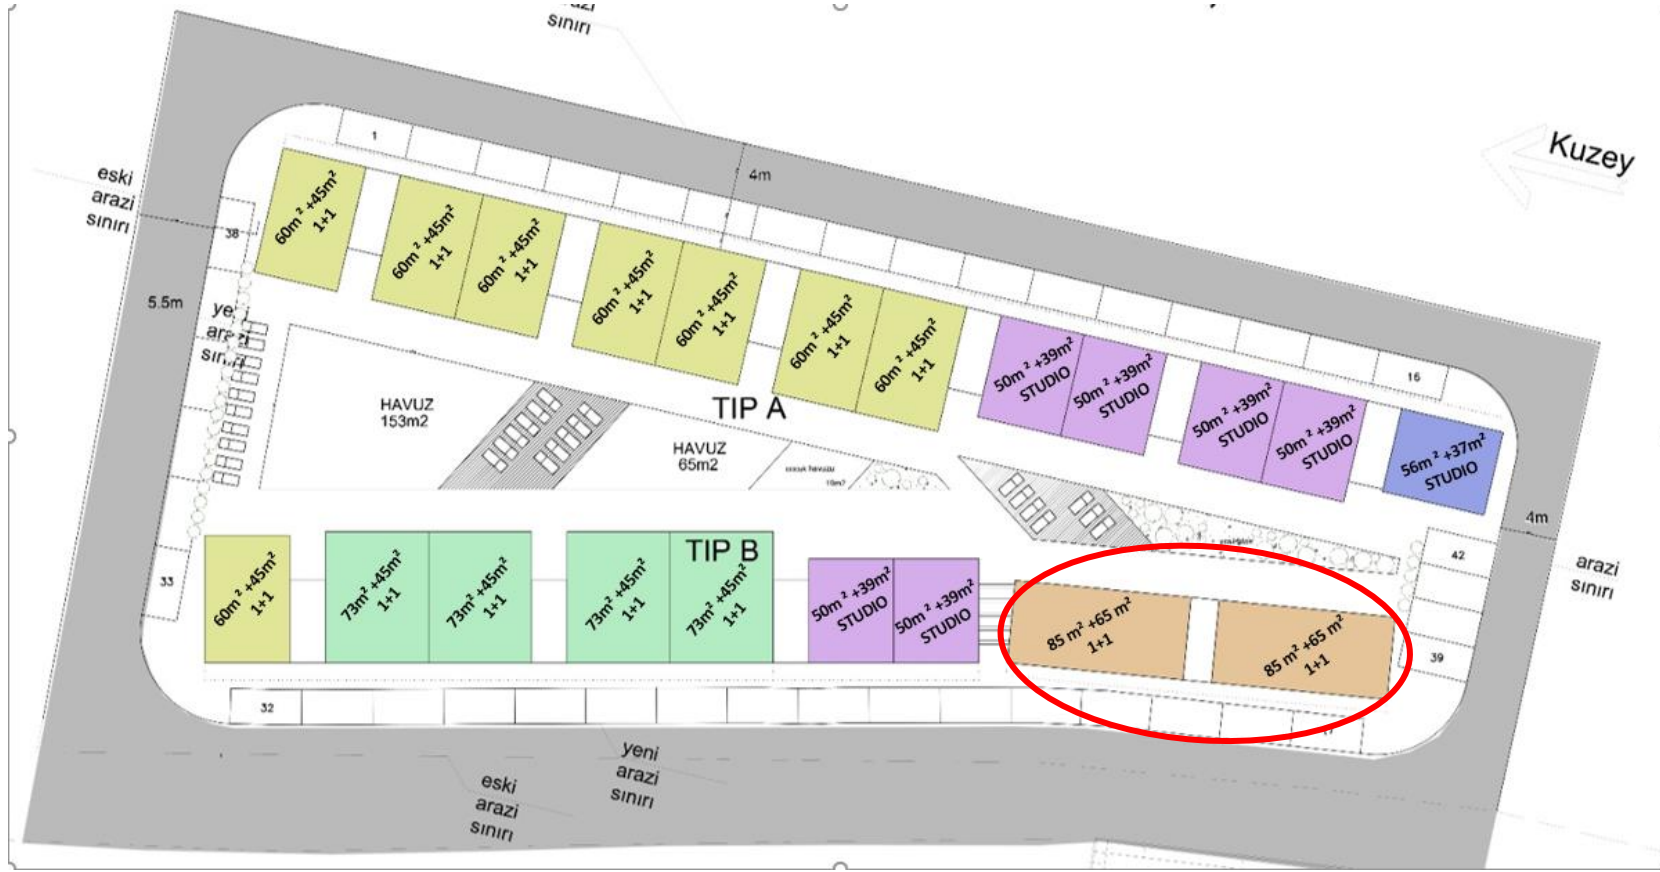 sınırı
Kuzey
1
4m
eski
arazi
sınırı
38
60m² +45m²
1+1
60m² +45m²
1+1
60m² +45m²
1+1
60m² +45m²
1+1
60m² +45m²
1+1
60m² +45m²
1+1
60m² +45m²
1+1
50m² +39m²
STUDIO
50m² +39m²
STUDIO
50m² +39m²
STUDIO
50m² +39m²
STUDIO
56m² +37m²
STUDIO
16
5.5m
HAVUZ
153m2
TIP A
HAVUZ
65m2
cocuk havuzu
4m
42
arazi
sınırı
33
60m² +45m²
1+1
73m² +45m²
1+1
73m² +45m²
1+1
TIP B
73m² +45m²
1+1
73m² +45m²
1+1
50m² +39m²
STUDIO
50m² +39m²
STUDIO
85 m² +65 m²
1+1
85 m² +65 m²
1+1
39
32
yeni
arazi
sınırı
eski
arazi
sınırı